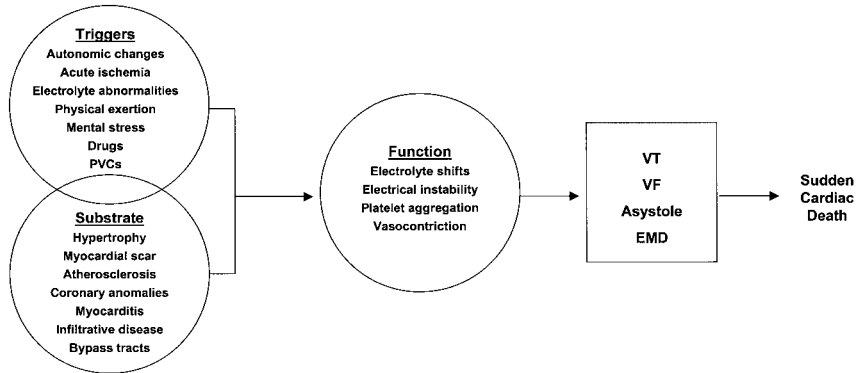 Triggers
Autonomic changes
Acute ischemia
Electrolyte abnormalities
Physical exertion
Mental stress
Drugs
PVCs
Substrate
Hypertrophy
Myocardial scar
Atherosclerosis
Coronary anomalies
Myocarditis
Infiltrative disease
Bypass tracts
Function
Electrolyte shifts
Electrical instability
Platelet aggregation
Vasocontriction
VT
VF
Asystole
EMD
Sudden
Cardiac
Death